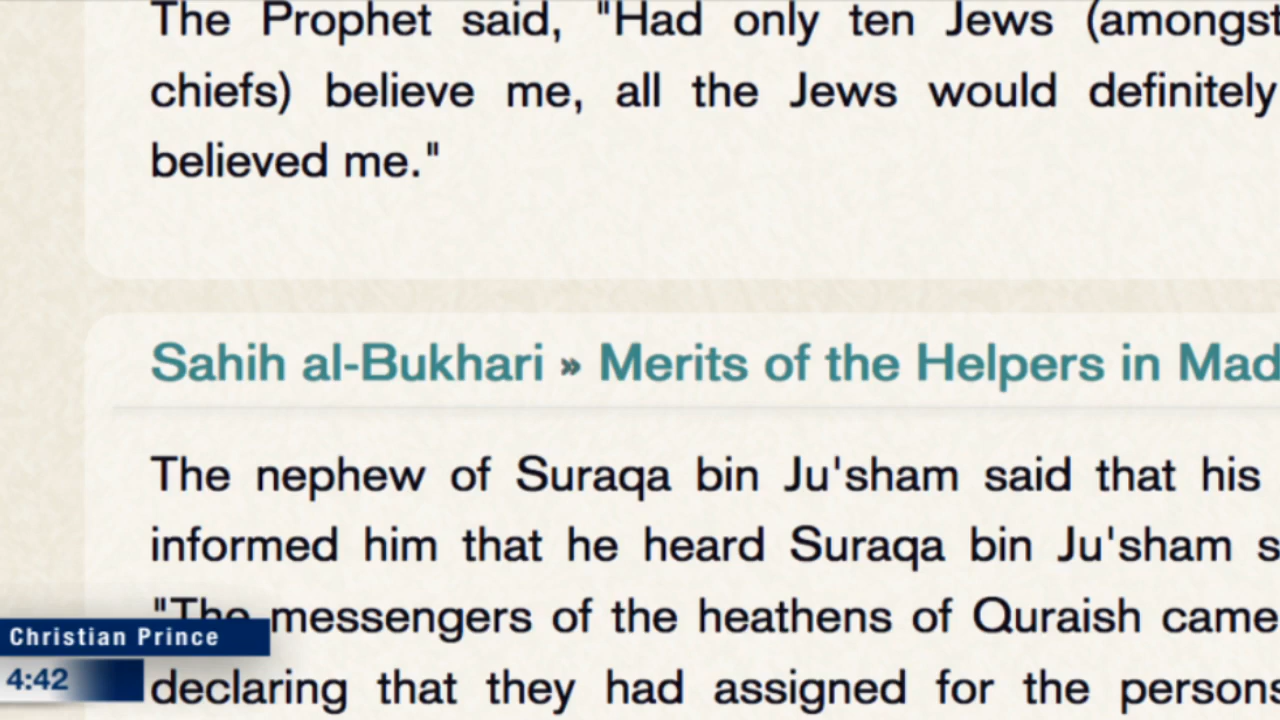 The Prophet said, "Had only ten Jews (amongst
chiefs) believe me, all the Jews would definitely
believed me."
Sahih al-Bukhari » Merits of the Helpers in Mad
The nephew of Suraqa bin Ju'sham said that his
informed him that he heard Suraqa bin Ju'sham s
"The messengers of the heathens of Quraish came
declaring that they had assigned for the persons
Christian Prince
4:42